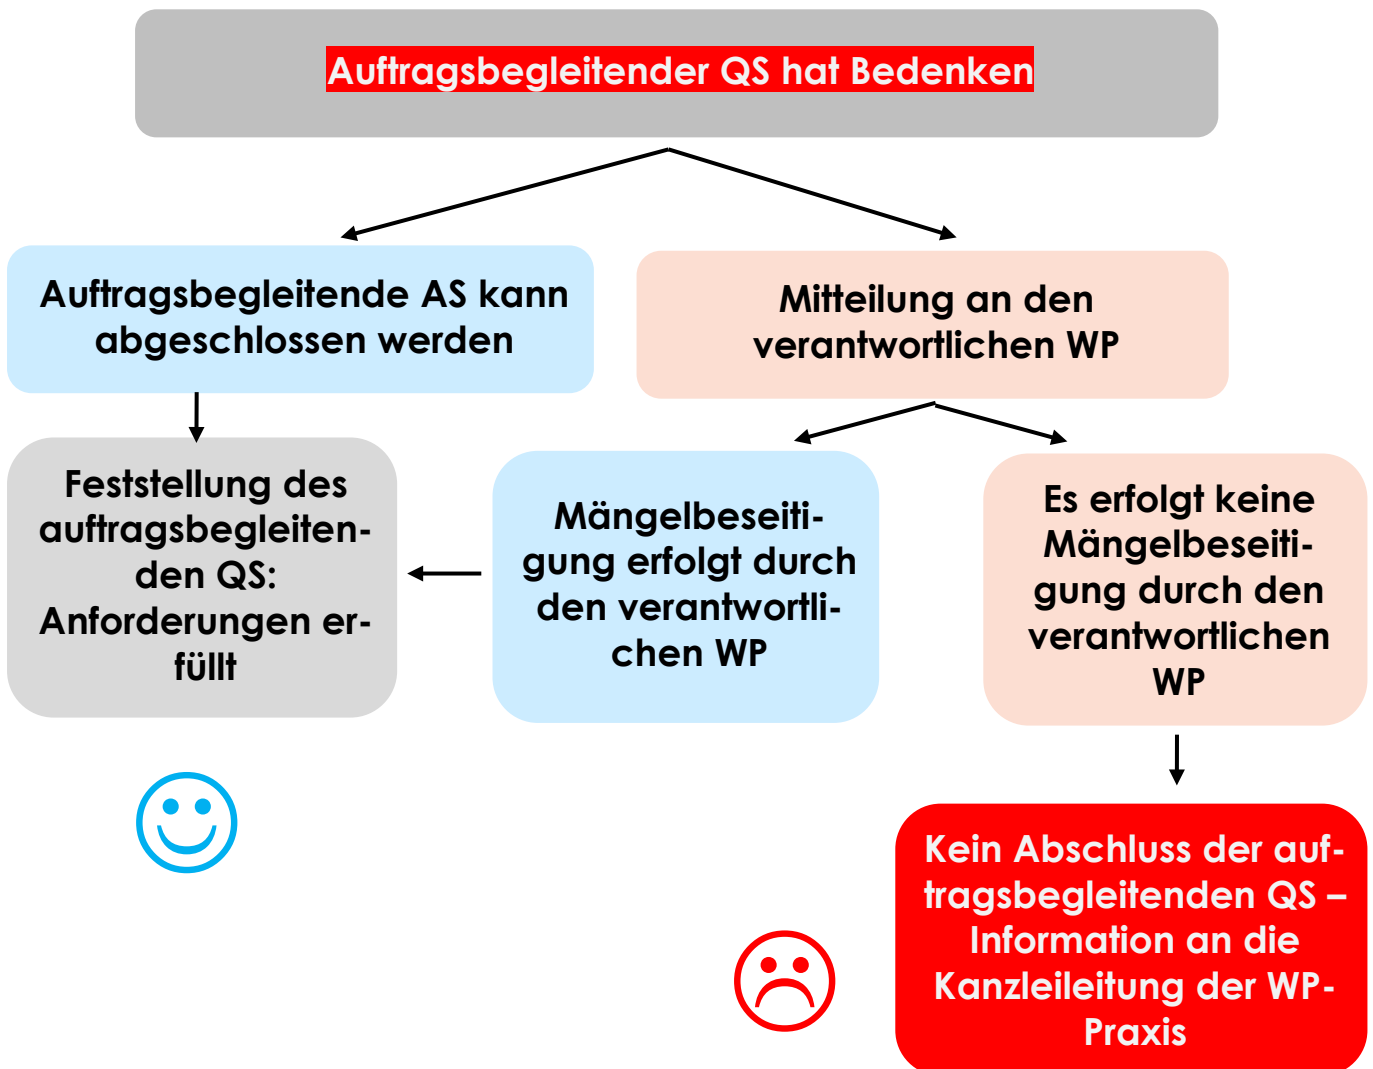 Auftragsbegleitender QS hat Bedenken
Auftragsbegleitende AS kann
abgeschlossen werden
Mitteilung an den
verantwortlichen WP
Feststellung des
auftragsbegleiten-
den QS:
Anforderungen er-
füllt
Mängelbeseiti-
gung erfolgt durch
den verantwortli-
chen WP
Es erfolgt keine
Mängelbeseiti-
gung durch den
verantwortlichen
WP
Kein Abschluss der auf-
tragsbegleitenden QS –
Information an die
Kanzleileitung der WP-
Praxis